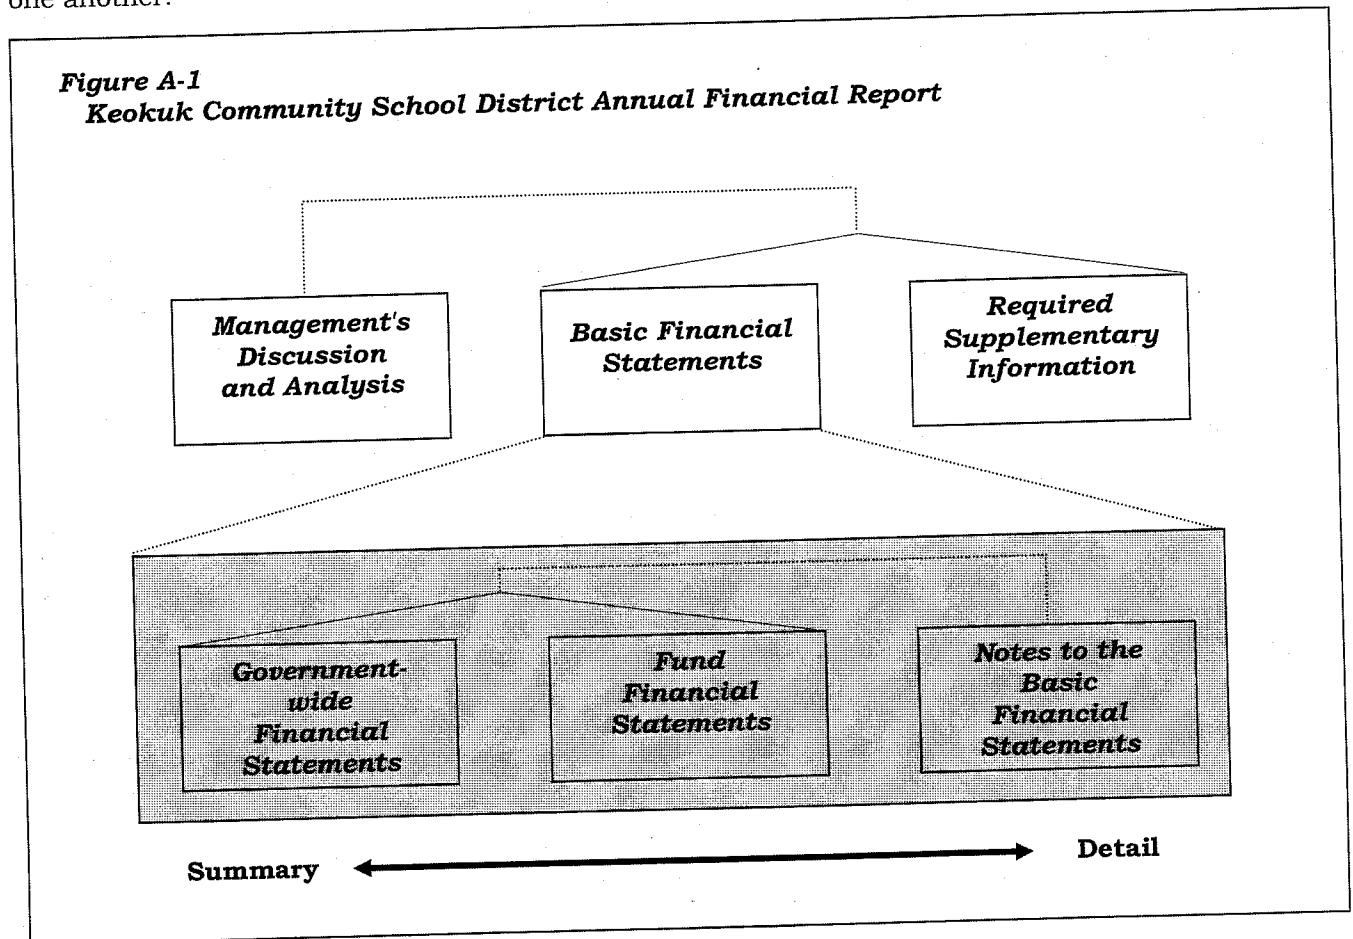 one another.
Figure A-1
Keokuk Community School District Annual Financial Report
Management's
Discussion
and Analysis
Basic Financial
Statements
Required
Supplementary
Information
Government-
wide
Financial
Statements
Fund
Financial
Statements
Notes to the
Basic
Financial
Statements
Summary
Detail